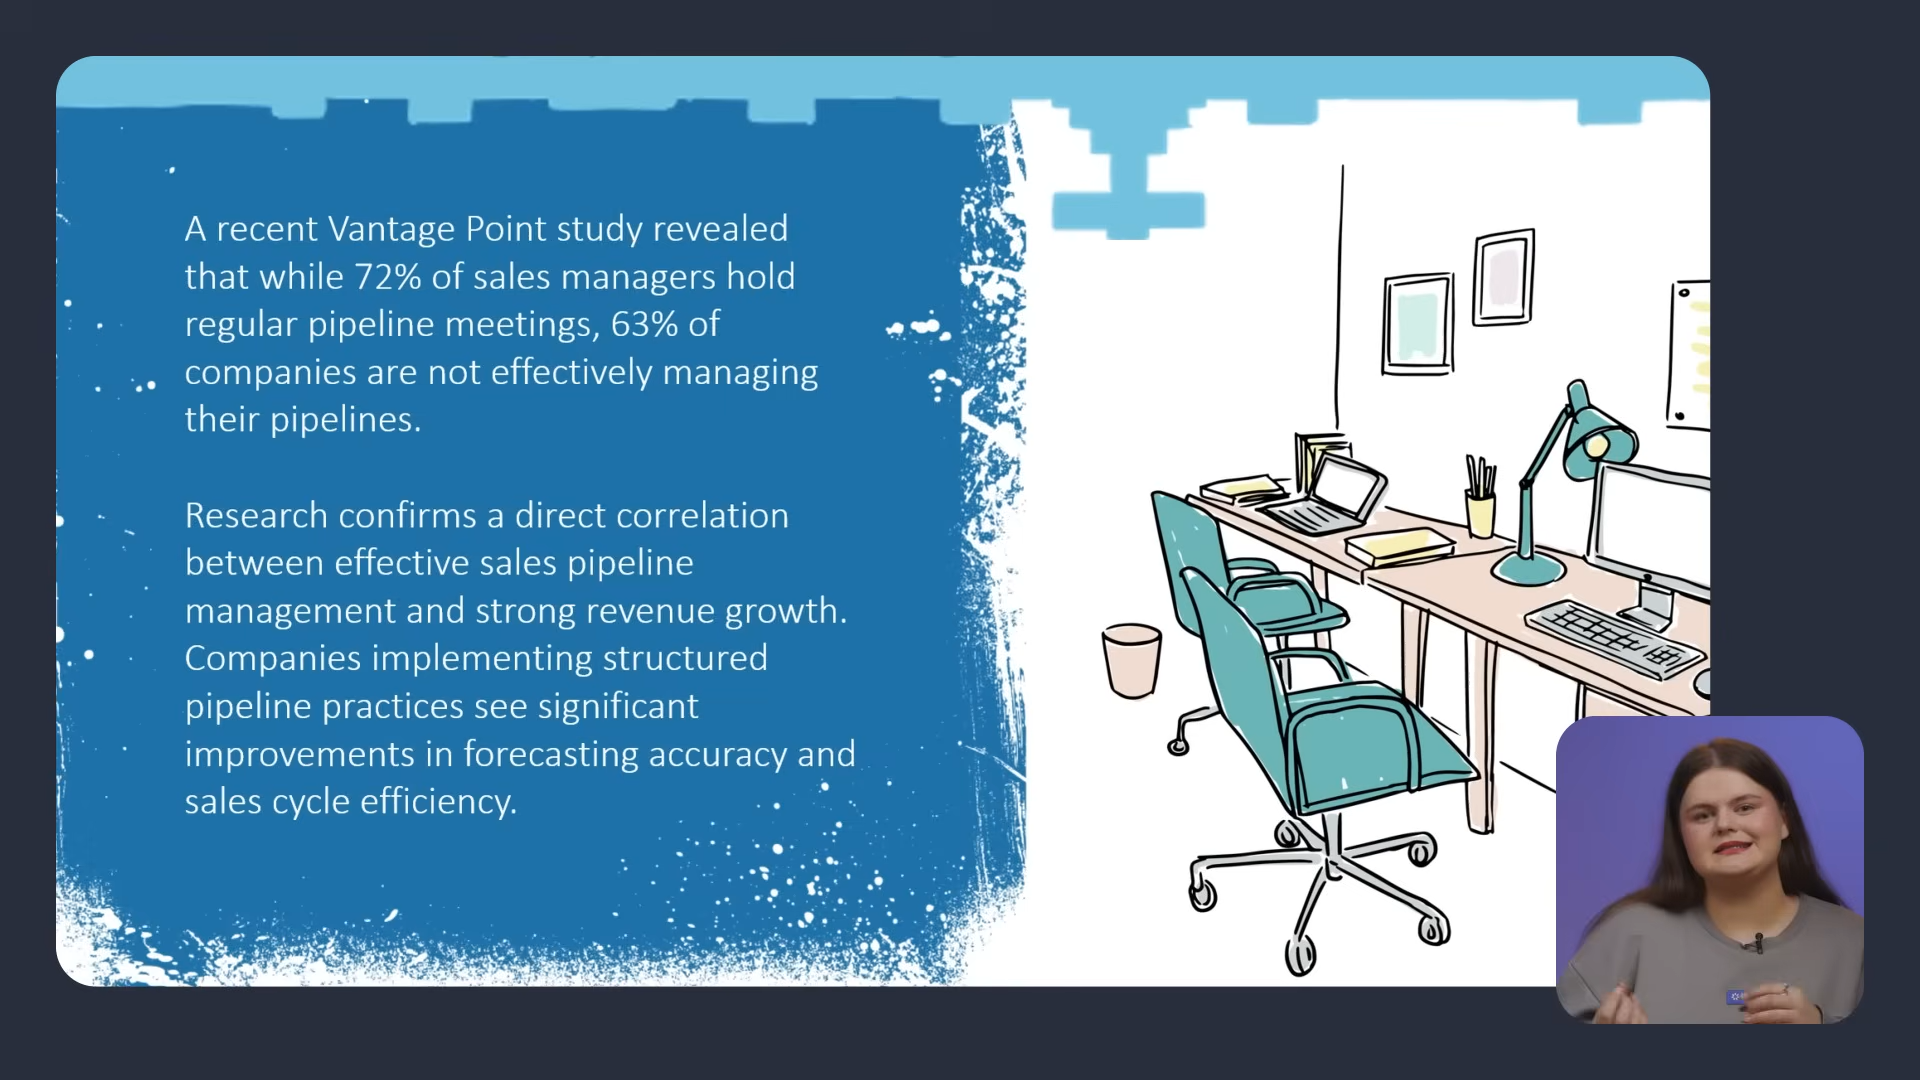 A recent Vantage Point study revealed
that while 72% of sales managers hold
regular pipeline meetings, 63% of
companies are not effectively managing
their pipelines.
Research confirms a direct correlation
between effective sales pipeline
management and strong revenue growth.
Companies implementing structured
pipeline practices see significant
improvements in forecasting accuracy and
sales cycle efficiency.